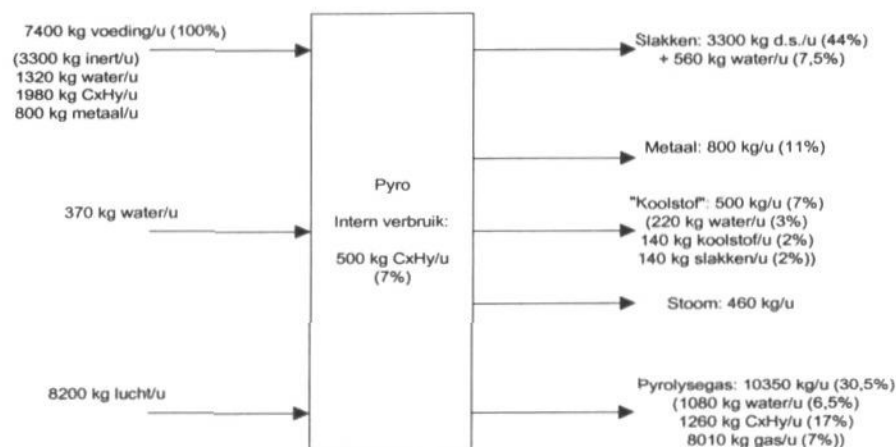 7400 kg voeding/u (100%)
(3300 kg inert/u)
1320 kg water/u
1980 kg CxHy/u
800 kg metaal/u
370 kg water/u
8200 kg lucht/u
Pyro
Intern verbruik:
500 kg CxHy/u
(7%)
Slakken: 3300 kg d.s./u (44%)
+ 560 kg water/u (7,5%)
Metaal: 800 kg/u (11%)
"Koolstof": 500 kg/u (7%)
(220 kg water/u (3%)
140 kg koolstof/u (2%)
140 kg slakken/u (2%))
Stoom: 460 kg/u
Pyrolysegas: 10350 kg/u (30,5%)
(1080 kg water/u (6,5%)
1260 kg CxHy/u (17%)
8010 kg gas/u (7%))